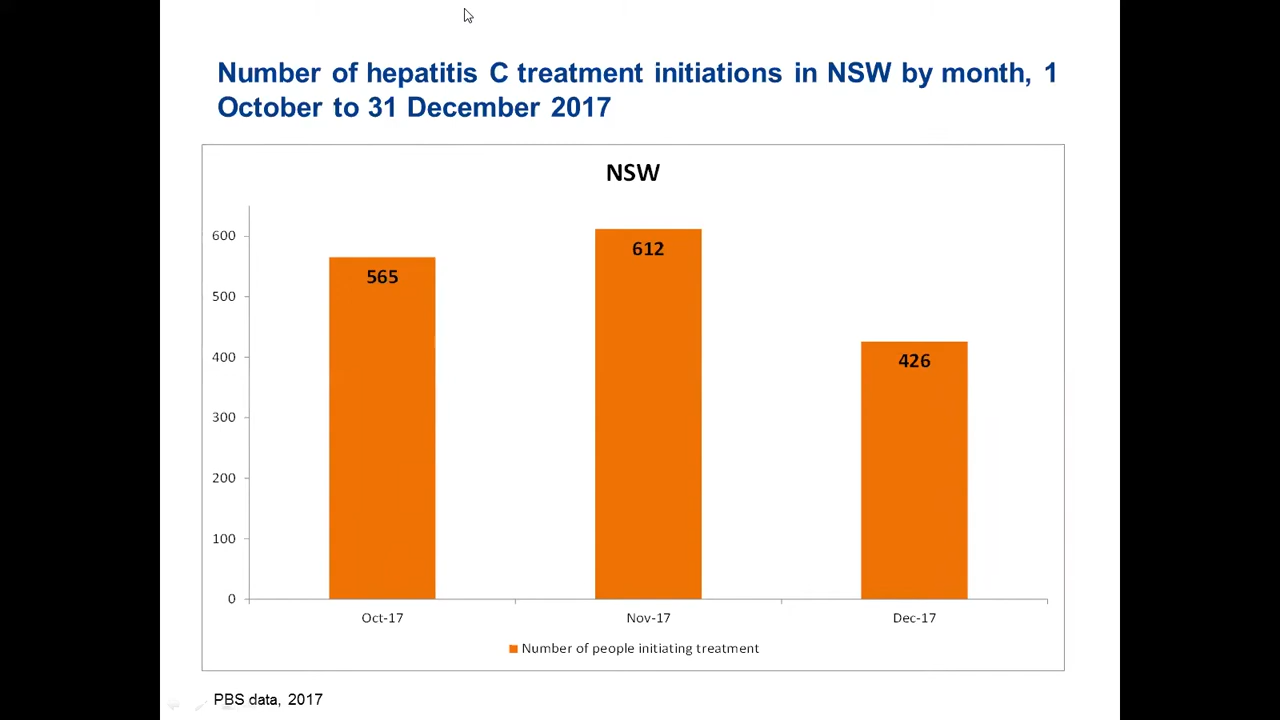 Number of hepatitis C treatment initiations in NSW by month, 1
October to 31 December 2017
NSW
600
500
400
300
200
100
0
565
612
426
Oct-17
Nov-17
Dec-17
Number of people initiating treatment
PBS data, 2017